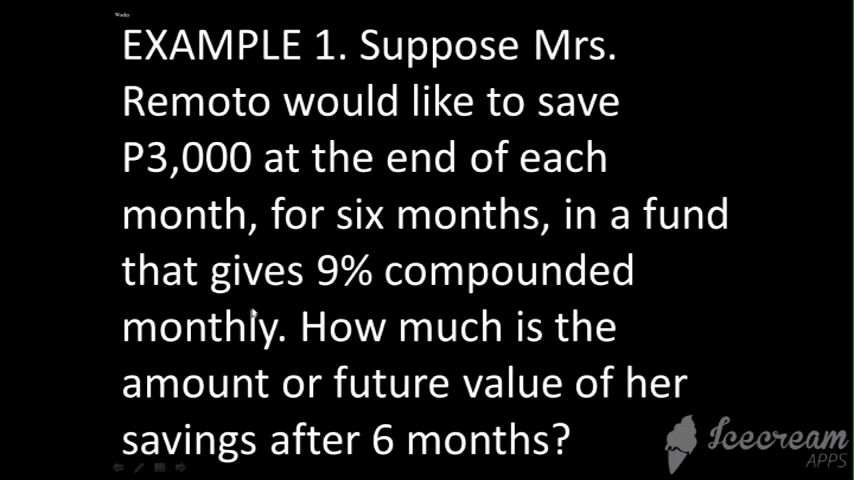 EXAMPLE 1. Suppose Mrs.
Remoto would like to save
P3,000 at the end of each
month, for six months, in a fund
that gives 9% compounded
monthly. How much is the
amount or future value of her
savings after 6 months?
Icecream
APPS